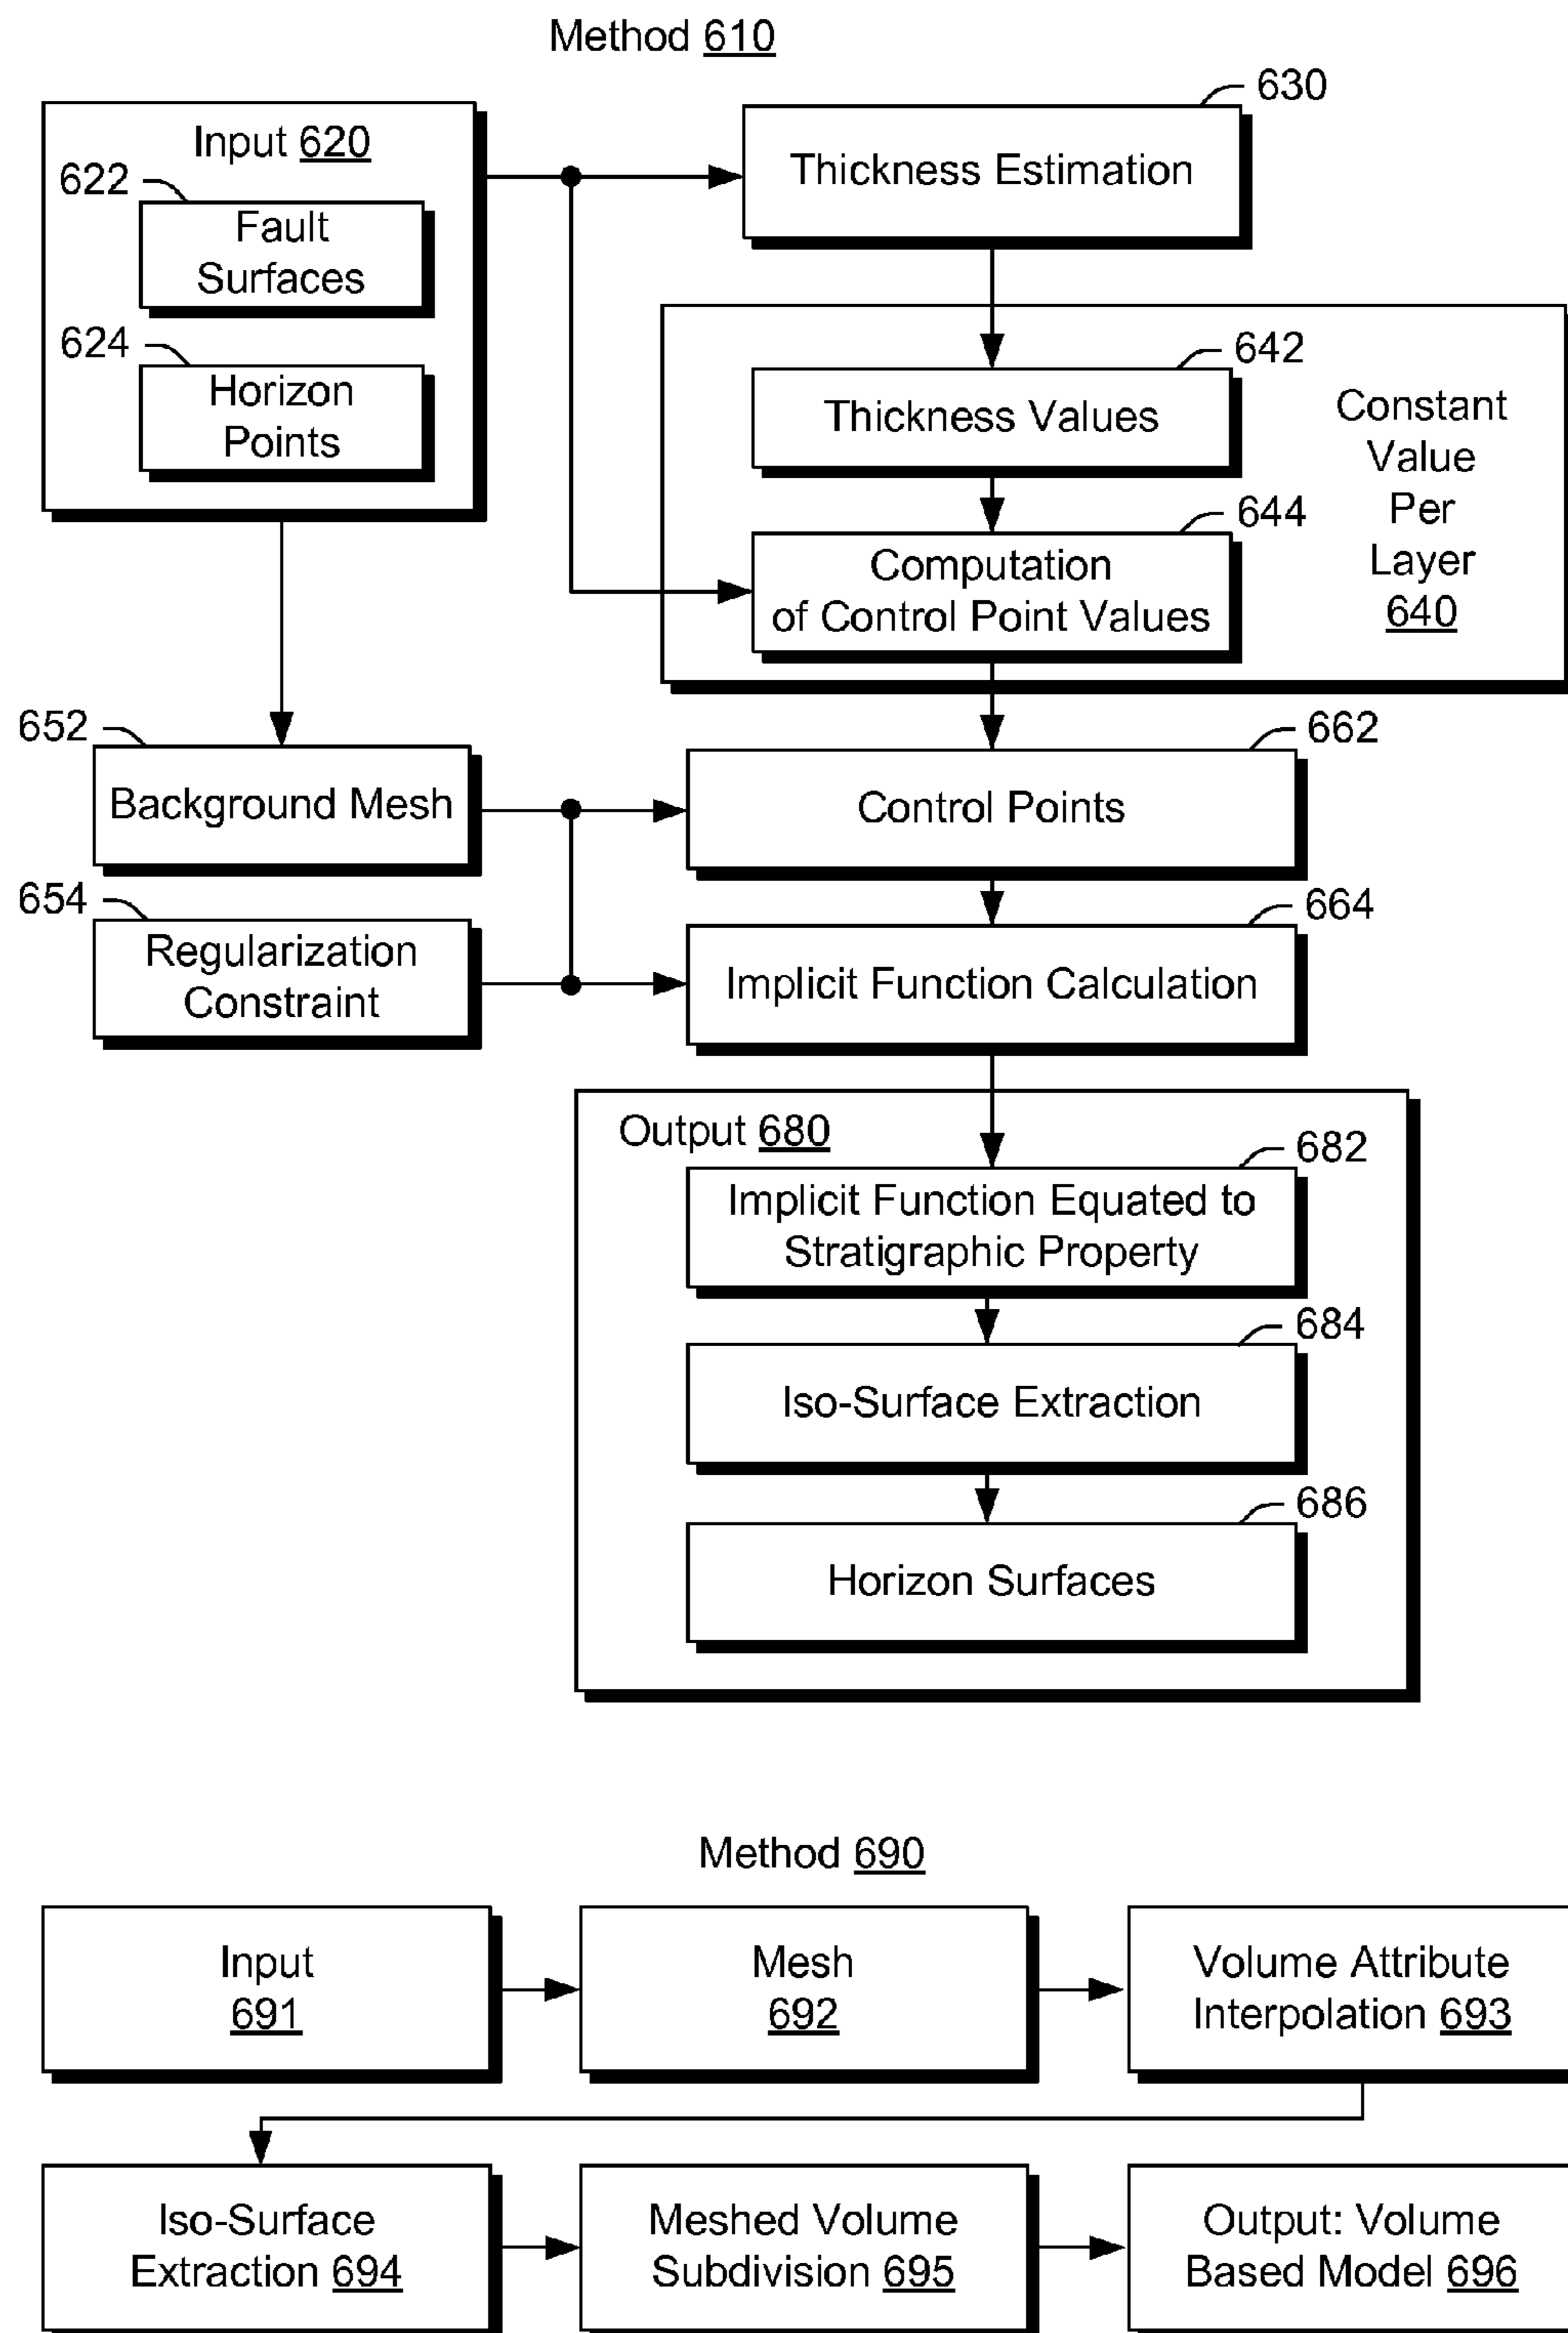 Method 610
630
Input 620
Thickness Estimation
622
Fault
Surfaces
624
Horizon
Points
642
Thickness Values
Constant
Value
Per
Layer
640
644
Computation
of Control Point Values
652
Background Mesh
662
Control Points
654
Regularization
Constraint
664
Implicit Function Calculation
Output 680
682
Implicit Function Equated to
Stratigraphic Property
684
Iso-Surface Extraction
686
Horizon Surfaces
Method 690
Input
691
Mesh
692
Volume Attribute
Interpolation 693
Iso-Surface
Extraction 694
Meshed Volume
Subdivision 695
Output: Volume
Based Model 696